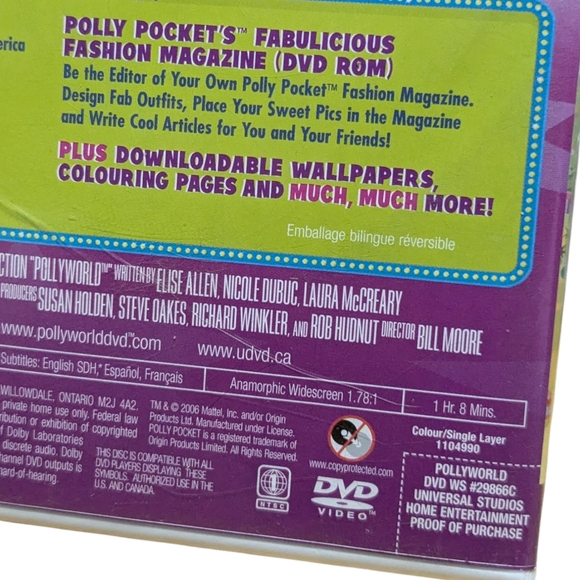 POLLY POCKET'S™ FABULICIOUS
FASHION MAGAZINE (DVD ROM)
Be the Editor of Your Own Polly Pocket™ Fashion Magazine.
Design Fab Outfits, Place Your Sweet Pics in the Magazine
and Write Cool Articles for You and Your Friends!
PLUS DOWNLOADABLE WALLPAPERS,
COLOURING PAGES AND MUCH, MUCH MORE!
Emballage bilingue réversible
"POLLYWORLD™" WRITTEN BY ELISE ALLEN, NICOLE DUBUC, LAURA McCREARY
PRODUCERS SUSAN HOLDEN, STEVE OAKES, RICHARD WINKLER, AND ROB HUDNUT DIRECTOR BILL MOORE
www.pollyworlddvd.com www.udvd.ca
Subtitles: English SDH, Español, Français
Anamorphic Widescreen 1.78:1
1 Hr. 8 Mins.
WILLOWDALE, ONTARIO M2J 4A2.
private home use only. Federal law
or exhibition of copyrighted
of Dolby Laboratories
discrete audio. Dolby
DVD outputs is
hard-of-hearing.
TM & © 2006 Mattel, Inc. and/or Origin
Products Ltd. Manufactured under License.
POLLY POCKET is a registered trademark of
Origin Products Limited. All Rights Reserved.
THIS DISC IS COMPATIBLE WITH ALL
DVD PLAYERS DISPLAYING THESE
SYMBOLS. AUTHORIZED USE IN THE
U.S. AND CANADA.
www.copyprotected.com
1
NTSC
DVD
VIDEO™
Colour/Single Layer
1104990
POLLYWORLD
DVD WS #29866C
UNIVERSAL STUDIOS
HOME ENTERTAINMENT
PROOF OF PURCHASE